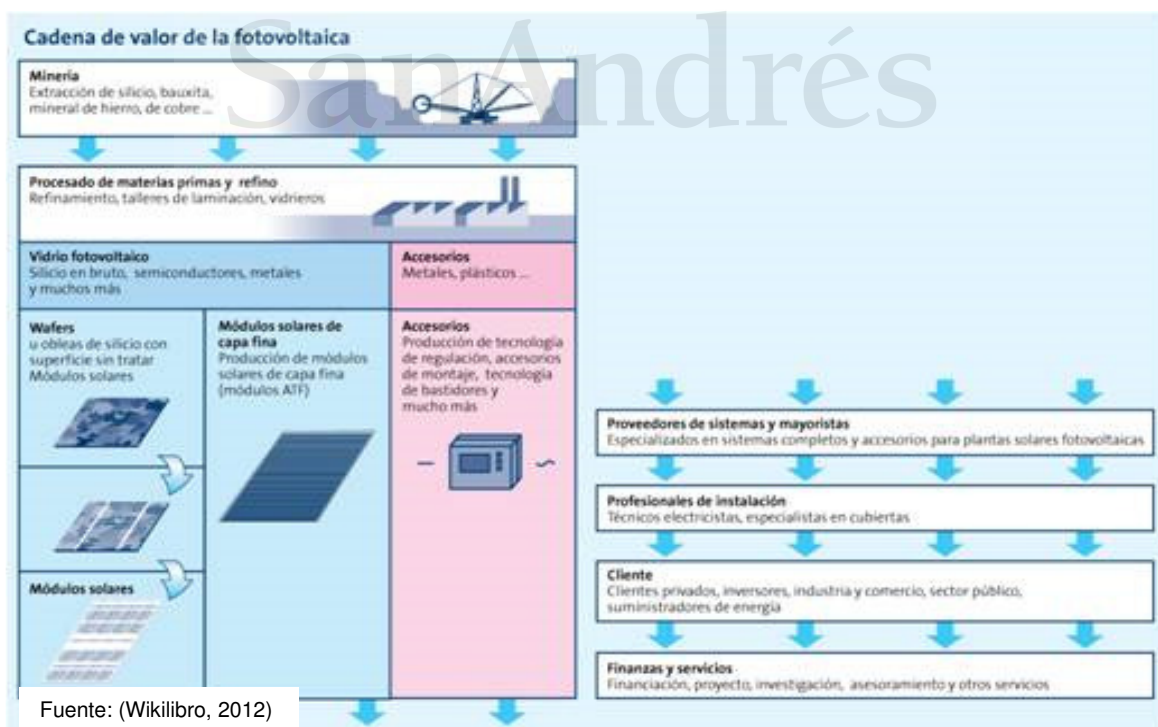 SanAndrés
Cadena de valor de la fotovoltaica
Minería
Extracción de silicio, bauxita,
mineral de hierro, de cobre ...
Procesado de materias primas y refino
Refinamiento, talleres de laminación, vidrieros
Vidrio fotovoltaico
Silicio en bruto, semiconductores, metales
y muchos más
Accesorios
Metales, plásticos ...
Wafers
u obleas de silicio con
superficie sin tratar
Módulos solares
Módulos solares de
capa fina
Producción de módulos
solares de capa fina
(módulos ATF)
Accesorios
Producción de tecnología
de regulación, accesorios
de montaje, tecnología
de bastidores y
mucho más
Módulos solares
Proveedores de sistemas y mayoristas
Especializados en sistemas completos y accesorios para plantas solares fotovoltaicas
Profesionales de instalación
Técnicos electricistas, especialistas en cubiertas
Cliente
Clientes privados, inversores, industria y comercio, sector público,
suministradores de energía
Finanzas y servicios
Financiación, proyecto, investigación, asesoramiento y otros servicios
Fuente: (Wikilibro, 2012)